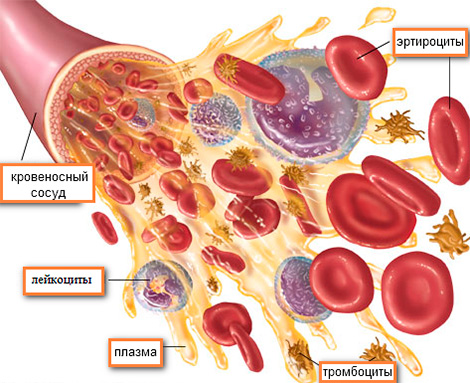 эртироциты
кровеносный
сосуд
лейкоциты
плазма
тромбоциты